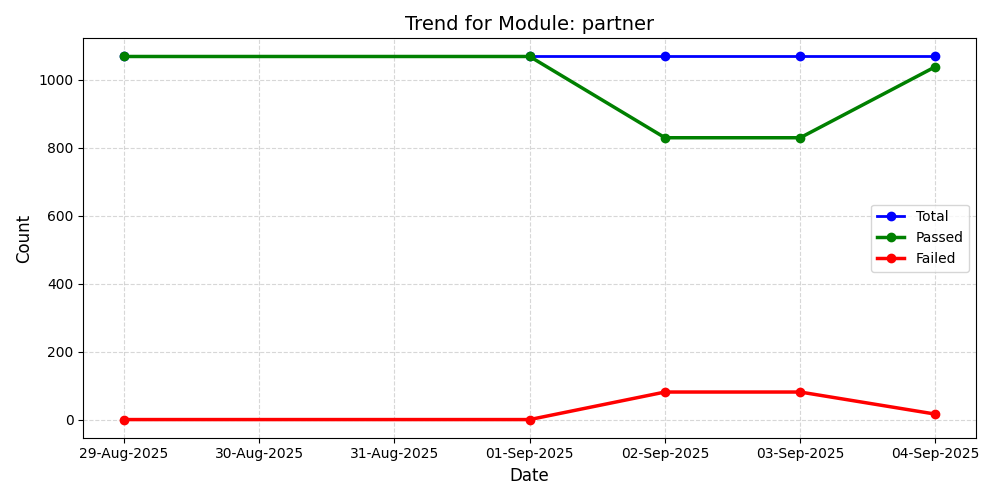 Trend for Module: partner
Count
1000
800
600
400
200
0
Total
Passed
Failed
29-Aug-2025 30-Aug-2025 31-Aug-2025 01-Sep-2025 02-Sep-2025 03-Sep-2025 04-Sep-2025
Date